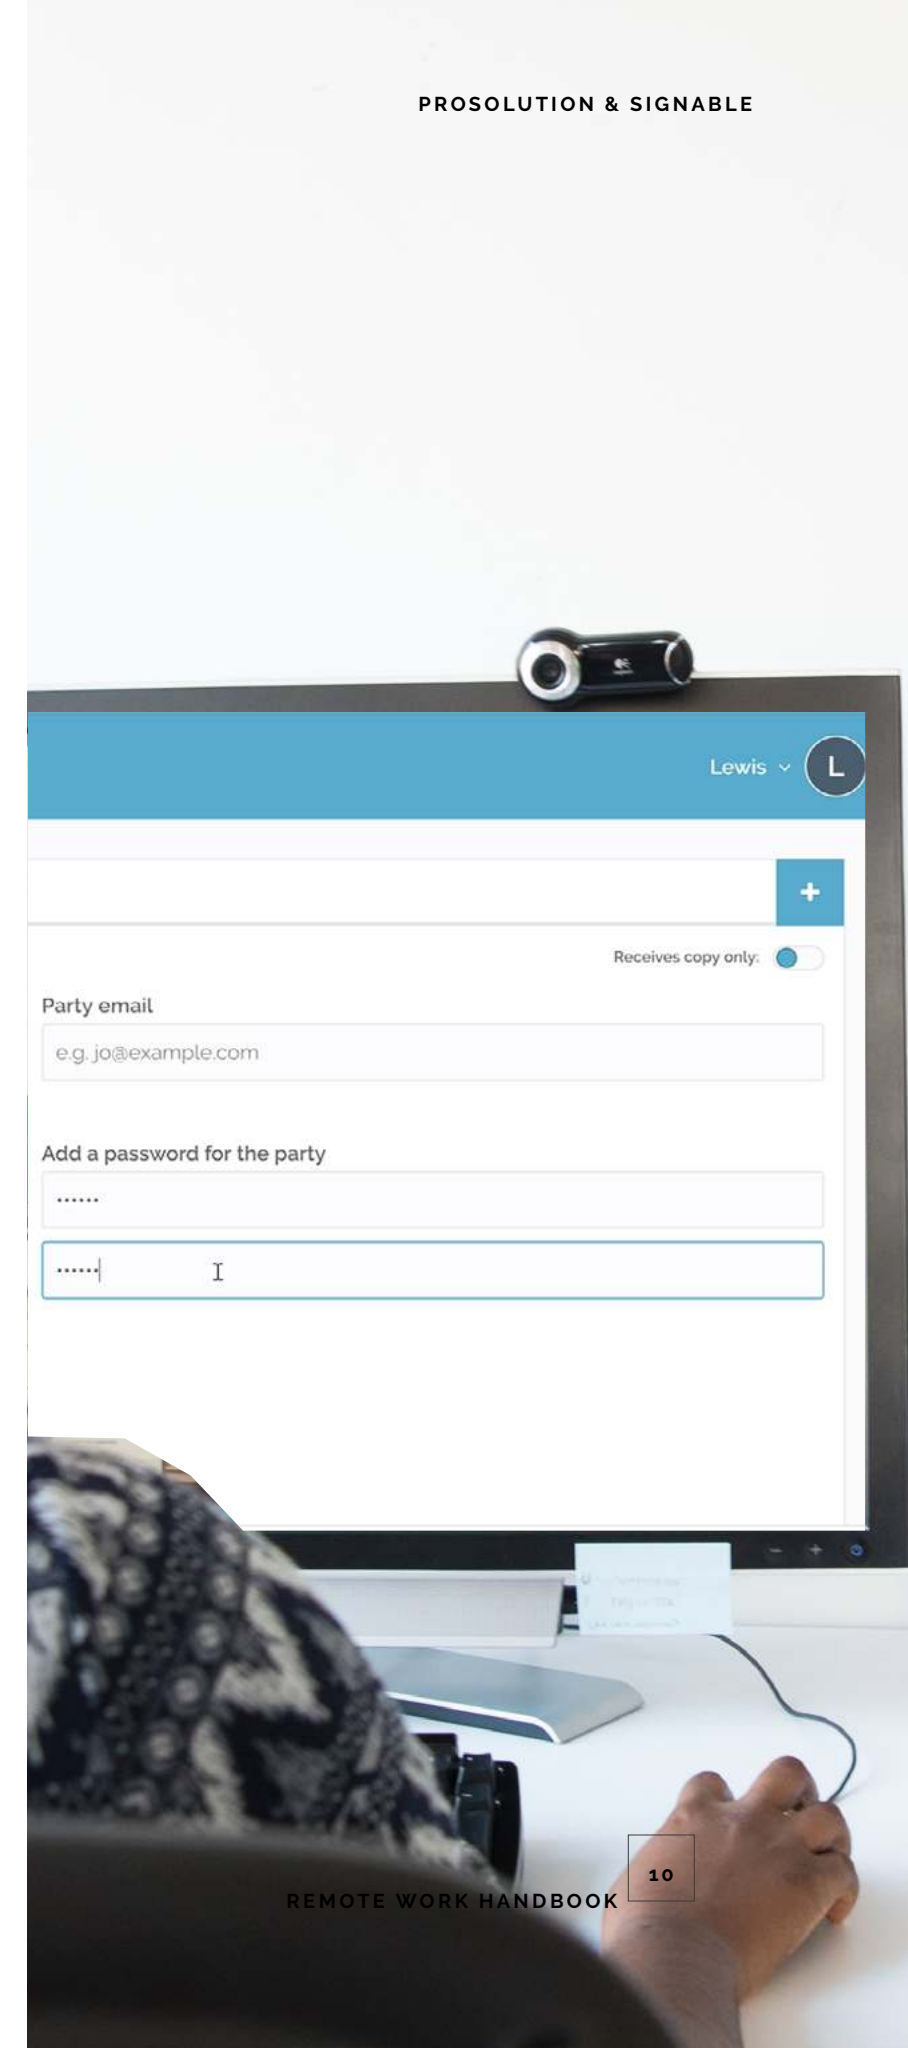 PROSOLUTION & SIGNABLE
Lewis
L
+
Receives copy only:
Party email
e.g. jo@example.com
Add a password for the party
••••••
••••••
10
REMOTE WORK HANDBOOK